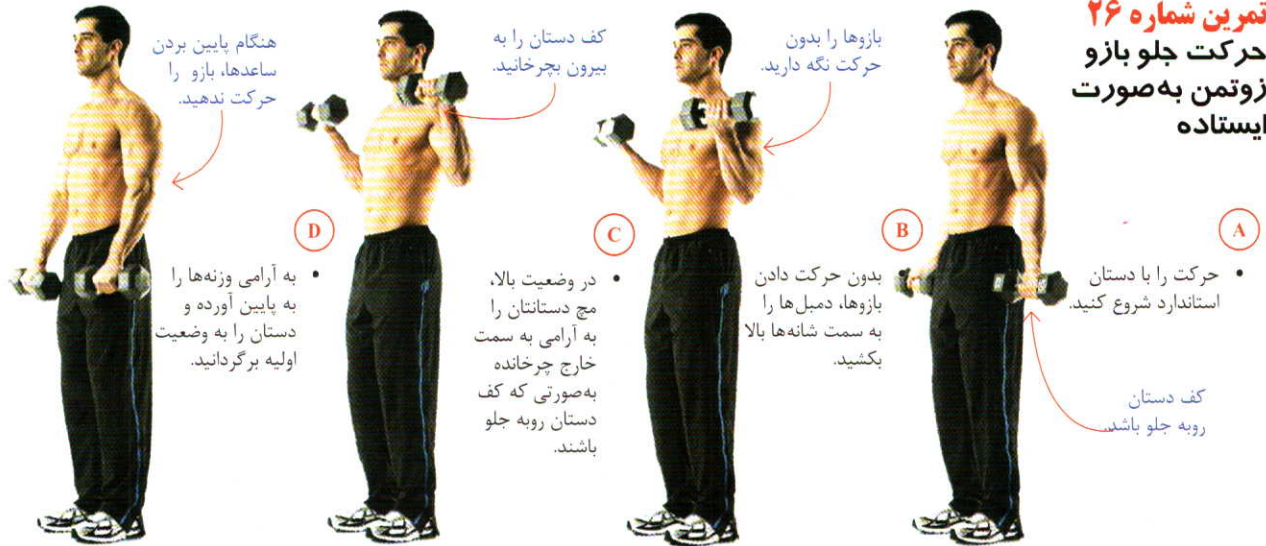 تمرین شماره ۲۶
حرکت جلو بازو
زوتمن به‌صورت
ایستاده
A
• حرکت را با دستان
استاندارد شروع کنید.
کف دستان
روبه جلو باشد.
بازوها را بدون
حرکت نگه دارید.
B
• بدون حرکت دادن
بازوها، دمبل‌ها را
به سمت شانه‌ها بالا
بکشید.
کف دستان را به
بیرون بچرخانید.
C
• در وضعیت بالا،
مچ دستانتان را
به آرامی به سمت
خارج چرخانده
به‌صورتی که کف
دستان روبه جلو
باشند.
هنگام پایین بردن
ساعدها، بازو را
حرکت ندهید.
D
• به آرامی وزنه‌ها را
به پایین آورده و
دستان را به وضعیت
اولیه برگردانید.